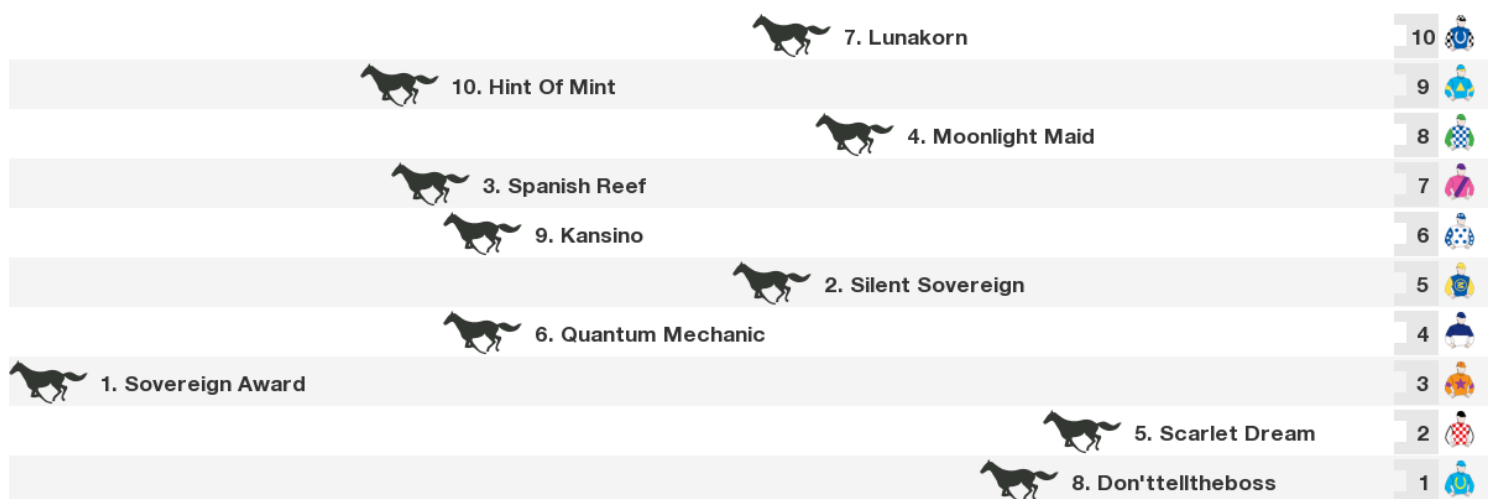 7. Lunakorn 10
10. Hint Of Mint 9
4. Moonlight Maid 8
3. Spanish Reef 7
9. Kansino 6
2. Silent Sovereign 5
6. Quantum Mechanic 4
1. Sovereign Award 3
5. Scarlet Dream 2
8. Don'ttelltheboss 1